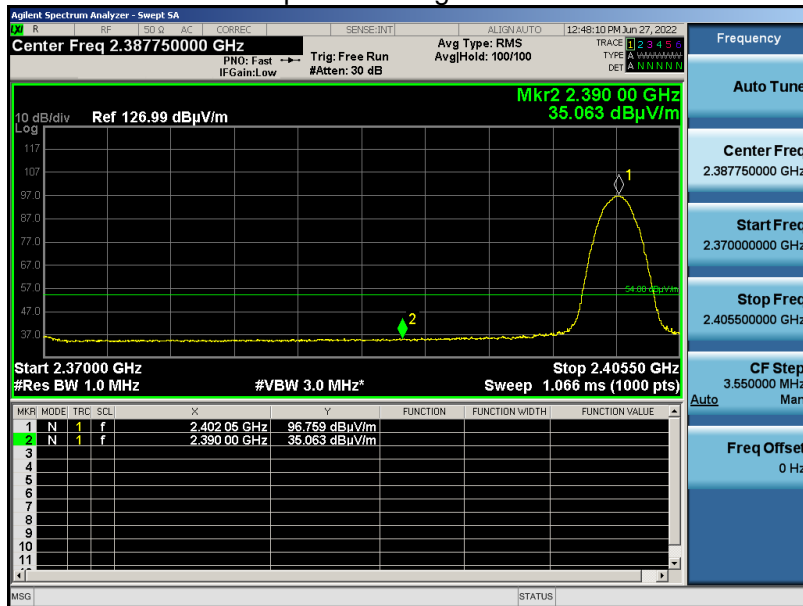 Agilent Spectrum Analyzer - Swept SA
LXI R RF 50 Ω AC CORREC SENSE:INT ALIGN AUTO 12:48:10 PM Jun 27, 2022
Center Freq 2.387750000 GHz
PNO: Fast
IFGain:Low
Trig: Free Run
#Atten: 30 dB
Avg Type: RMS
Avg|Hold: 100/100
TRACE 1 2 3 4 5 6
TYPE A WWWWW
DET A N N N N N
Mkr2 2.390 00 GHz
35.063 dBµV/m
10 dB/div Ref 126.99 dBµV/m
Log
117
107
97.0
87.0
77.0
67.0
57.0
47.0
37.0
1
2
54.00 dBµV/m
Start 2.37000 GHz Stop 2.40550 GHz
#Res BW 1.0 MHz #VBW 3.0 MHz* Sweep 1.066 ms (1000 pts)
MKR MODE TRC SCL X Y FUNCTION FUNCTION WIDTH FUNCTION VALUE
1 N 1 f 2.402 05 GHz 96.759 dBµV/m
2 N 1 f 2.390 00 GHz 35.063 dBµV/m
3
4
5
6
7
8
9
10
11
MSG STATUS
Frequency
Auto Tune
Center Freq
2.387750000 GHz
Start Freq
2.370000000 GHz
Stop Freq
2.405500000 GHz
CF Step
3.550000 MHz
Auto Man
Freq Offset
0 Hz